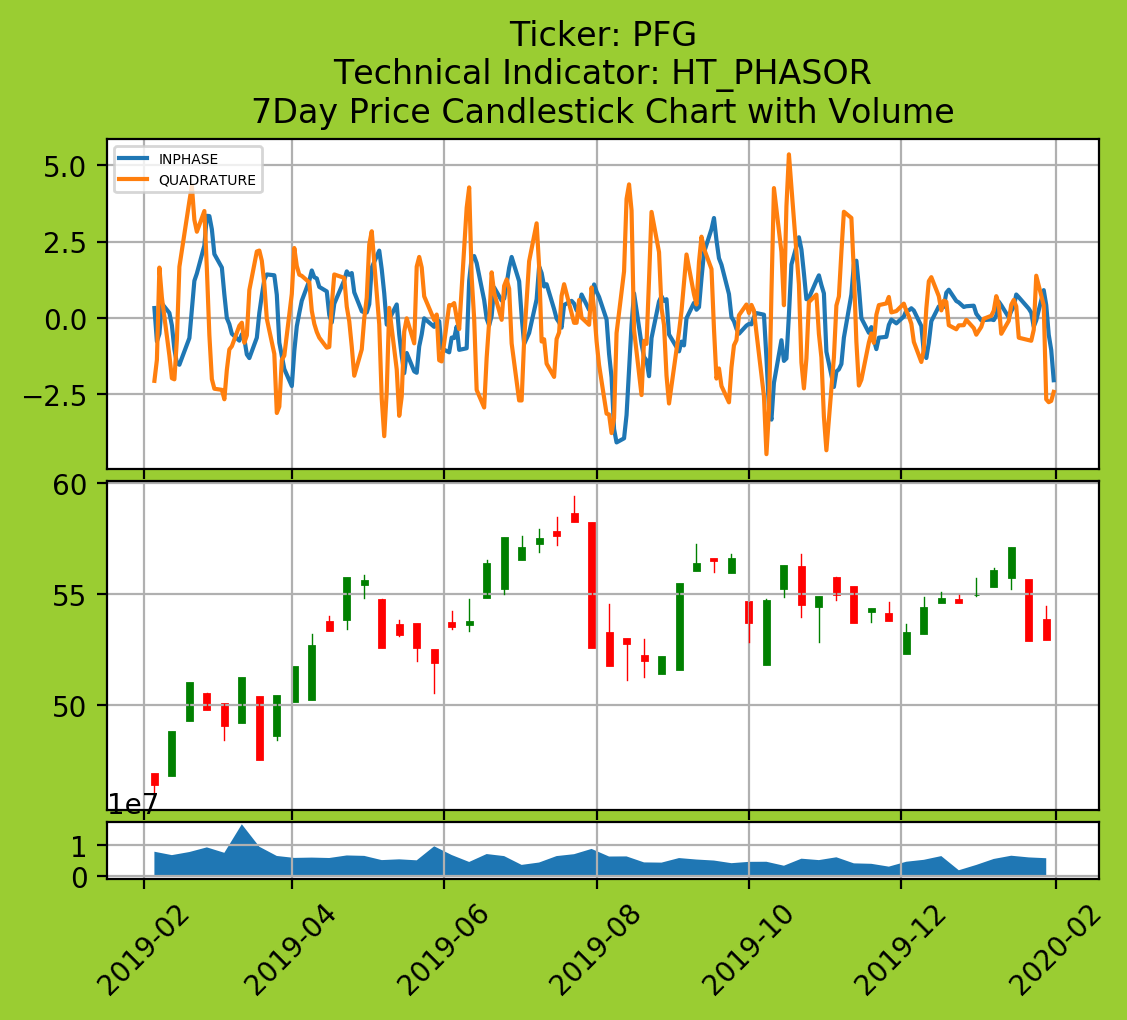 Ticker: PFG
Technical Indicator: HT_PHASOR
7Day Price Candlestick Chart with Volume
INPHASE
QUADRATURE
5.0
2.5
0.0
−2.5
60
55
50
1e7
1
0
2019-02
2019-04
2019-06
2019-08
2019-10
2019-12
2020-02